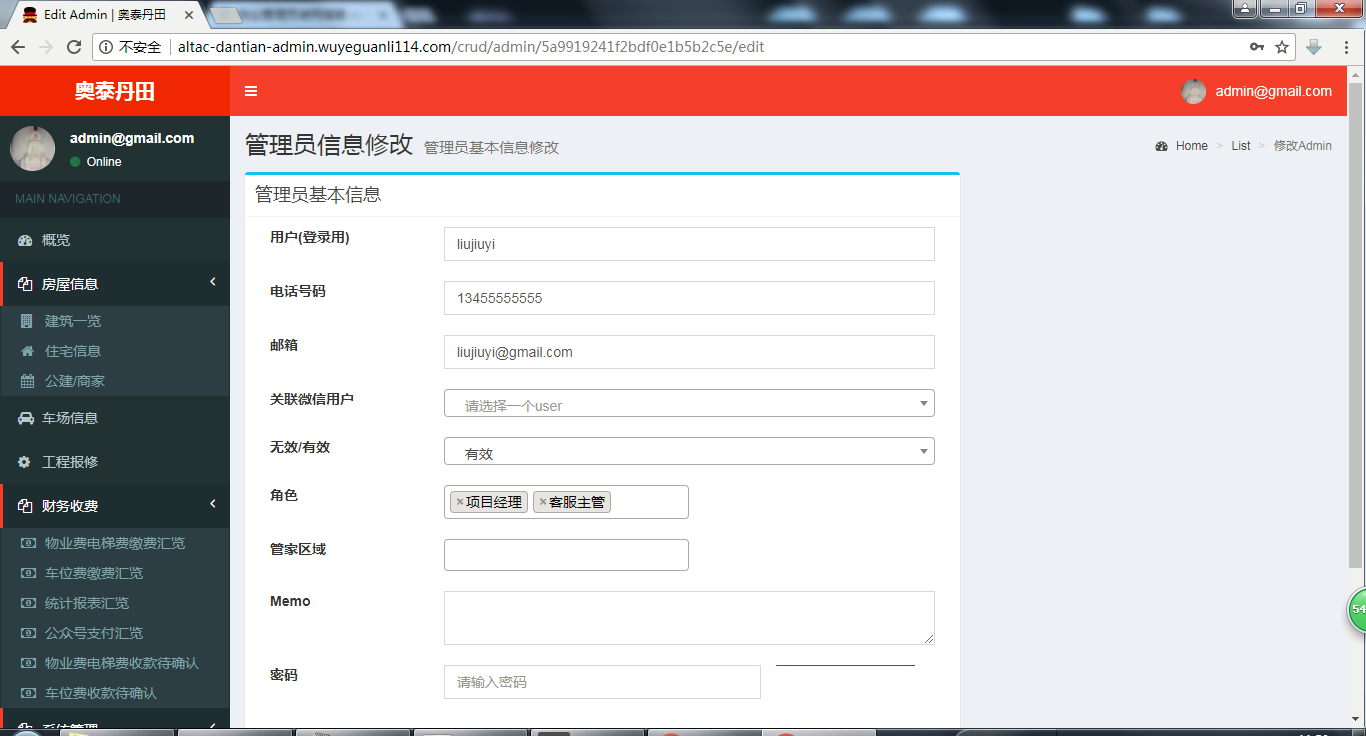 Edit Admin | 奥泰丹田
不安全
altac-dantian-admin.wuyeguanli114.com/crud/admin/5a9919241f2bdf0e1b5b2c5e/edit
奥泰丹田
admin@gmail.com
admin@gmail.com
Online
管理员信息修改 管理员基本信息修改
Home > List > 修改Admin
MAIN NAVIGATION
概览
房屋信息
建筑一览
住宅信息
公建/商家
车场信息
工程报修
财务收费
物业费电梯费缴费汇览
车位费缴费汇览
统计报表汇览
公众号支付汇览
物业费电梯费收款待确认
车位费收款待确认
系统管理
管理员基本信息
用户(登录用)
liujiuyi
电话号码
13455555555
邮箱
liujiuyi@gmail.com
关联微信用户
请选择一个user
无效/有效
有效
角色
×项目经理 ×客服主管
管家区域
Memo
密码
请输入密码
54